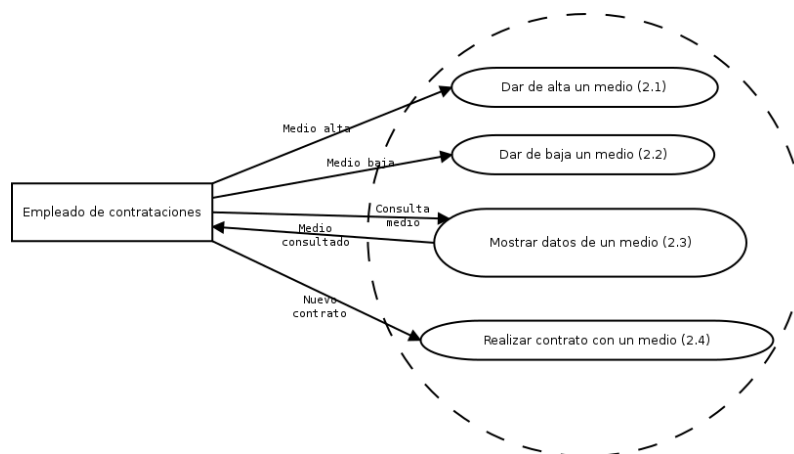 Dar de alta un medio (2.1)
Medio alta
Dar de baja un medio (2.2)
Medio baja
Empleado de contrataciones
Consulta
medio
Medio
consultado
Mostrar datos de un medio (2.3)
Nuevo
contrato
Realizar contrato con un medio (2.4)